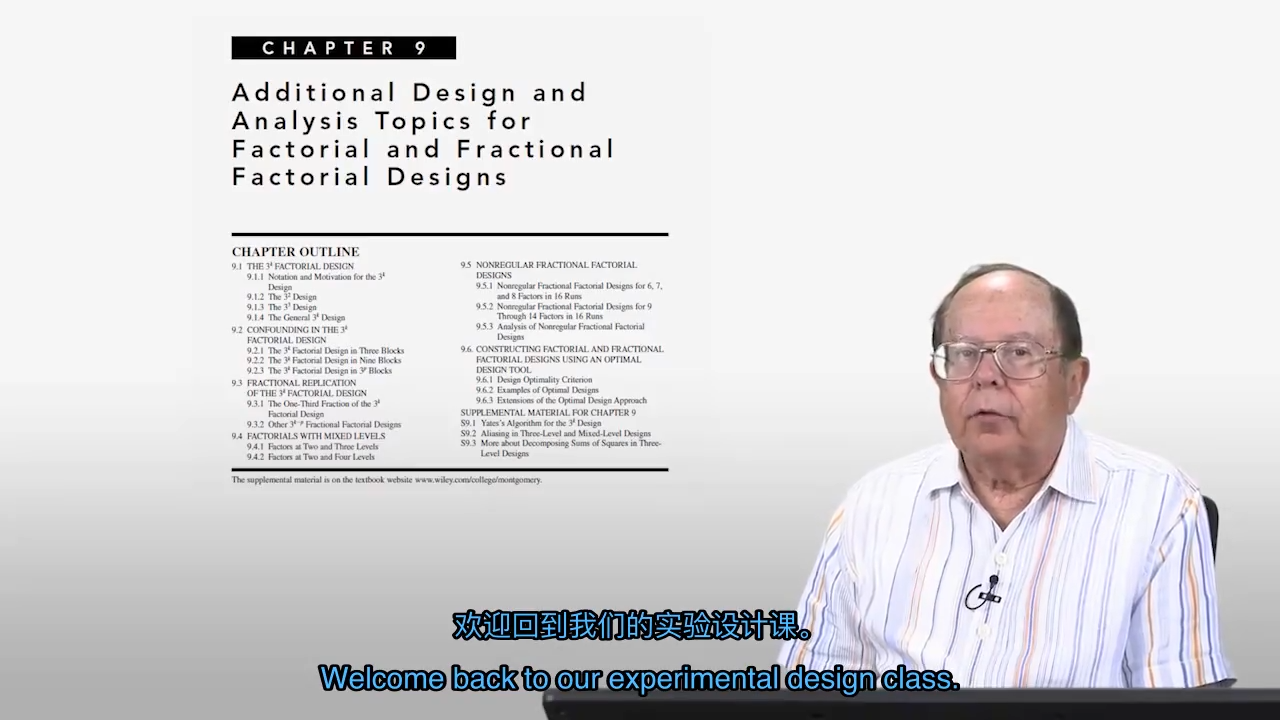 CHAPTER 9
Additional Design and
Analysis Topics for
Factorial and Fractional
Factorial Designs
CHAPTER OUTLINE
9.1 THE 3^k FACTORIAL DESIGN
9.1.1 Notation and Motivation for the 3^k
Design
9.1.2 The 3² Design
9.1.3 The 3³ Design
9.1.4 The General 3^k Design
9.2 CONFOUNDING IN THE 3^k
FACTORIAL DESIGN
9.2.1 The 3^k Factorial Design in Three Blocks
9.2.2 The 3^k Factorial Design in Nine Blocks
9.2.3 The 3^k Factorial Design in 3^p Blocks
9.3 FRACTIONAL REPLICATION
OF THE 3^k FACTORIAL DESIGN
9.3.1 The One-Third Fraction of the 3^k
Factorial Design
9.3.2 Other 3^k−p Fractional Factorial Designs
9.4 FACTORIALS WITH MIXED LEVELS
9.4.1 Factors at Two and Three Levels
9.4.2 Factors at Two and Four Levels
9.5 NONREGULAR FRACTIONAL FACTORIAL
DESIGNS
9.5.1 Nonregular Fractional Factorial Designs for 6, 7,
and 8 Factors in 16 Runs
9.5.2 Nonregular Fractional Factorial Designs for 9
Through 14 Factors in 16 Runs
9.5.3 Analysis of Nonregular Fractional Factorial
Designs
9.6. CONSTRUCTING FACTORIAL AND FRACTIONAL
FACTORIAL DESIGNS USING AN OPTIMAL
DESIGN TOOL
9.6.1 Design Optimality Criterion
9.6.2 Examples of Optimal Designs
9.6.3 Extensions of the Optimal Design Approach
SUPPLEMENTAL MATERIAL FOR CHAPTER 9
S9.1 Yates's Algorithm for the 3^k Design
S9.2 Aliasing in Three-Level and Mixed-Level Designs
S9.3 More about Decomposing Sums of Squares in Three-
Level Designs
The supplemental material is on the textbook website www.wiley.com/college/montgomery.
欢迎回到我们的实验设计课。
Welcome back to our experimental design class.